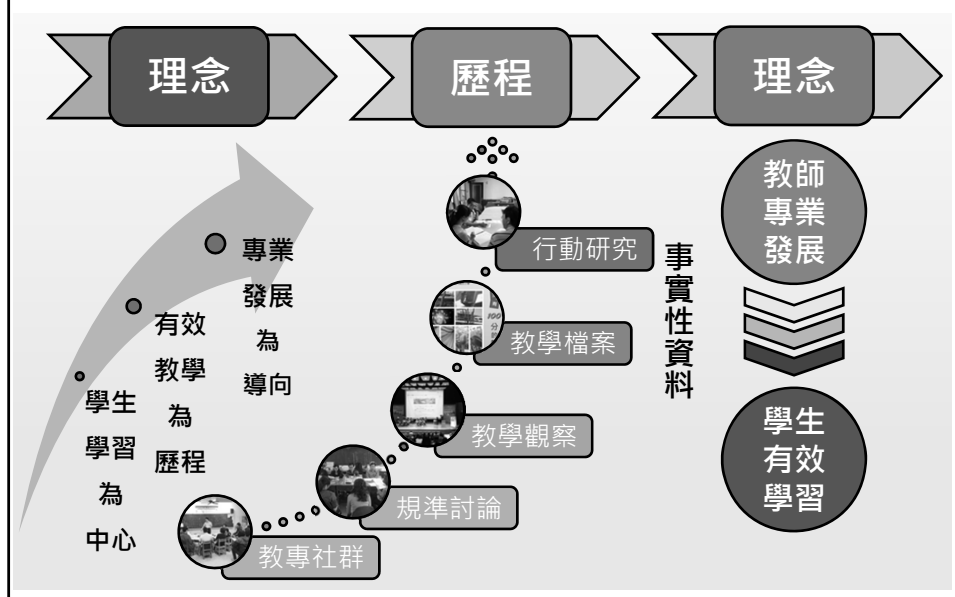 理念
歷程
理念
專業
發展
為
導向
有效
教學
為
歷程
學生
學習
為
中心
行動研究
教學檔案
教學觀察
規準討論
教專社群
事實性資料
教師
專業
發展
學生
有效
學習